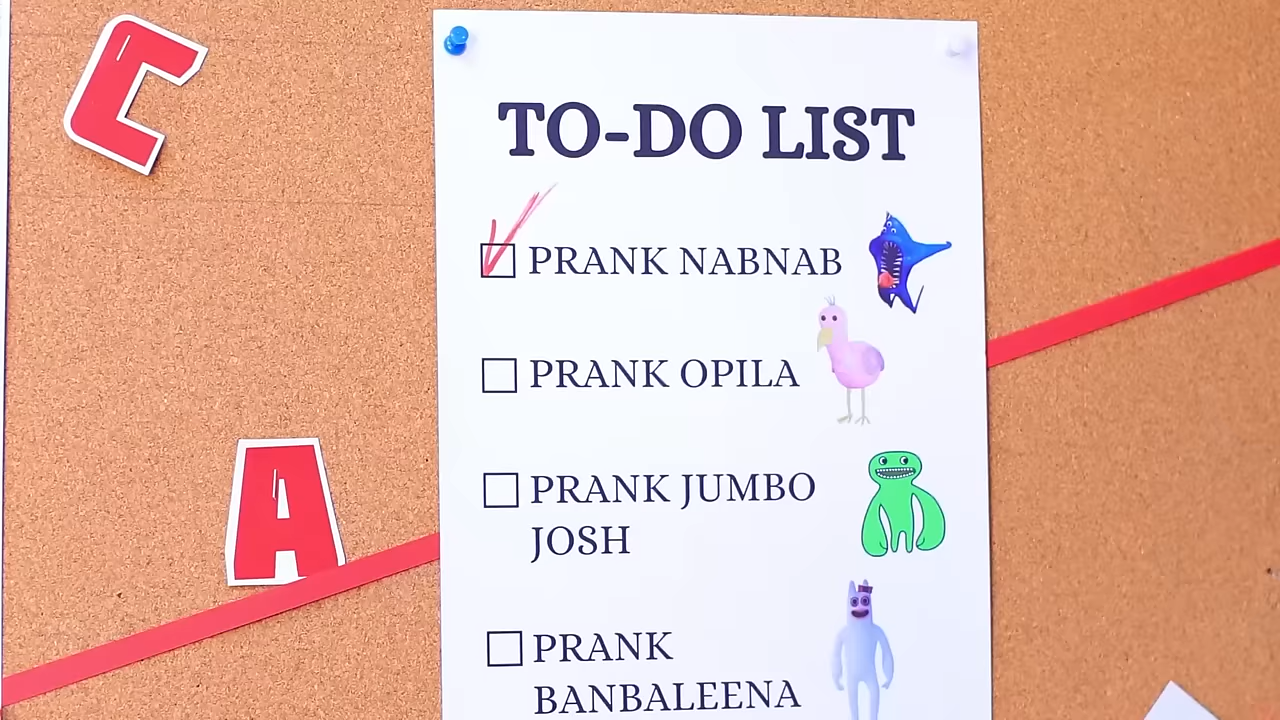 C
TO-DO LIST
PRANK NABNAB
PRANK OPILA
PRANK JUMBO
JOSH
A
PRANK
BANBALEENA